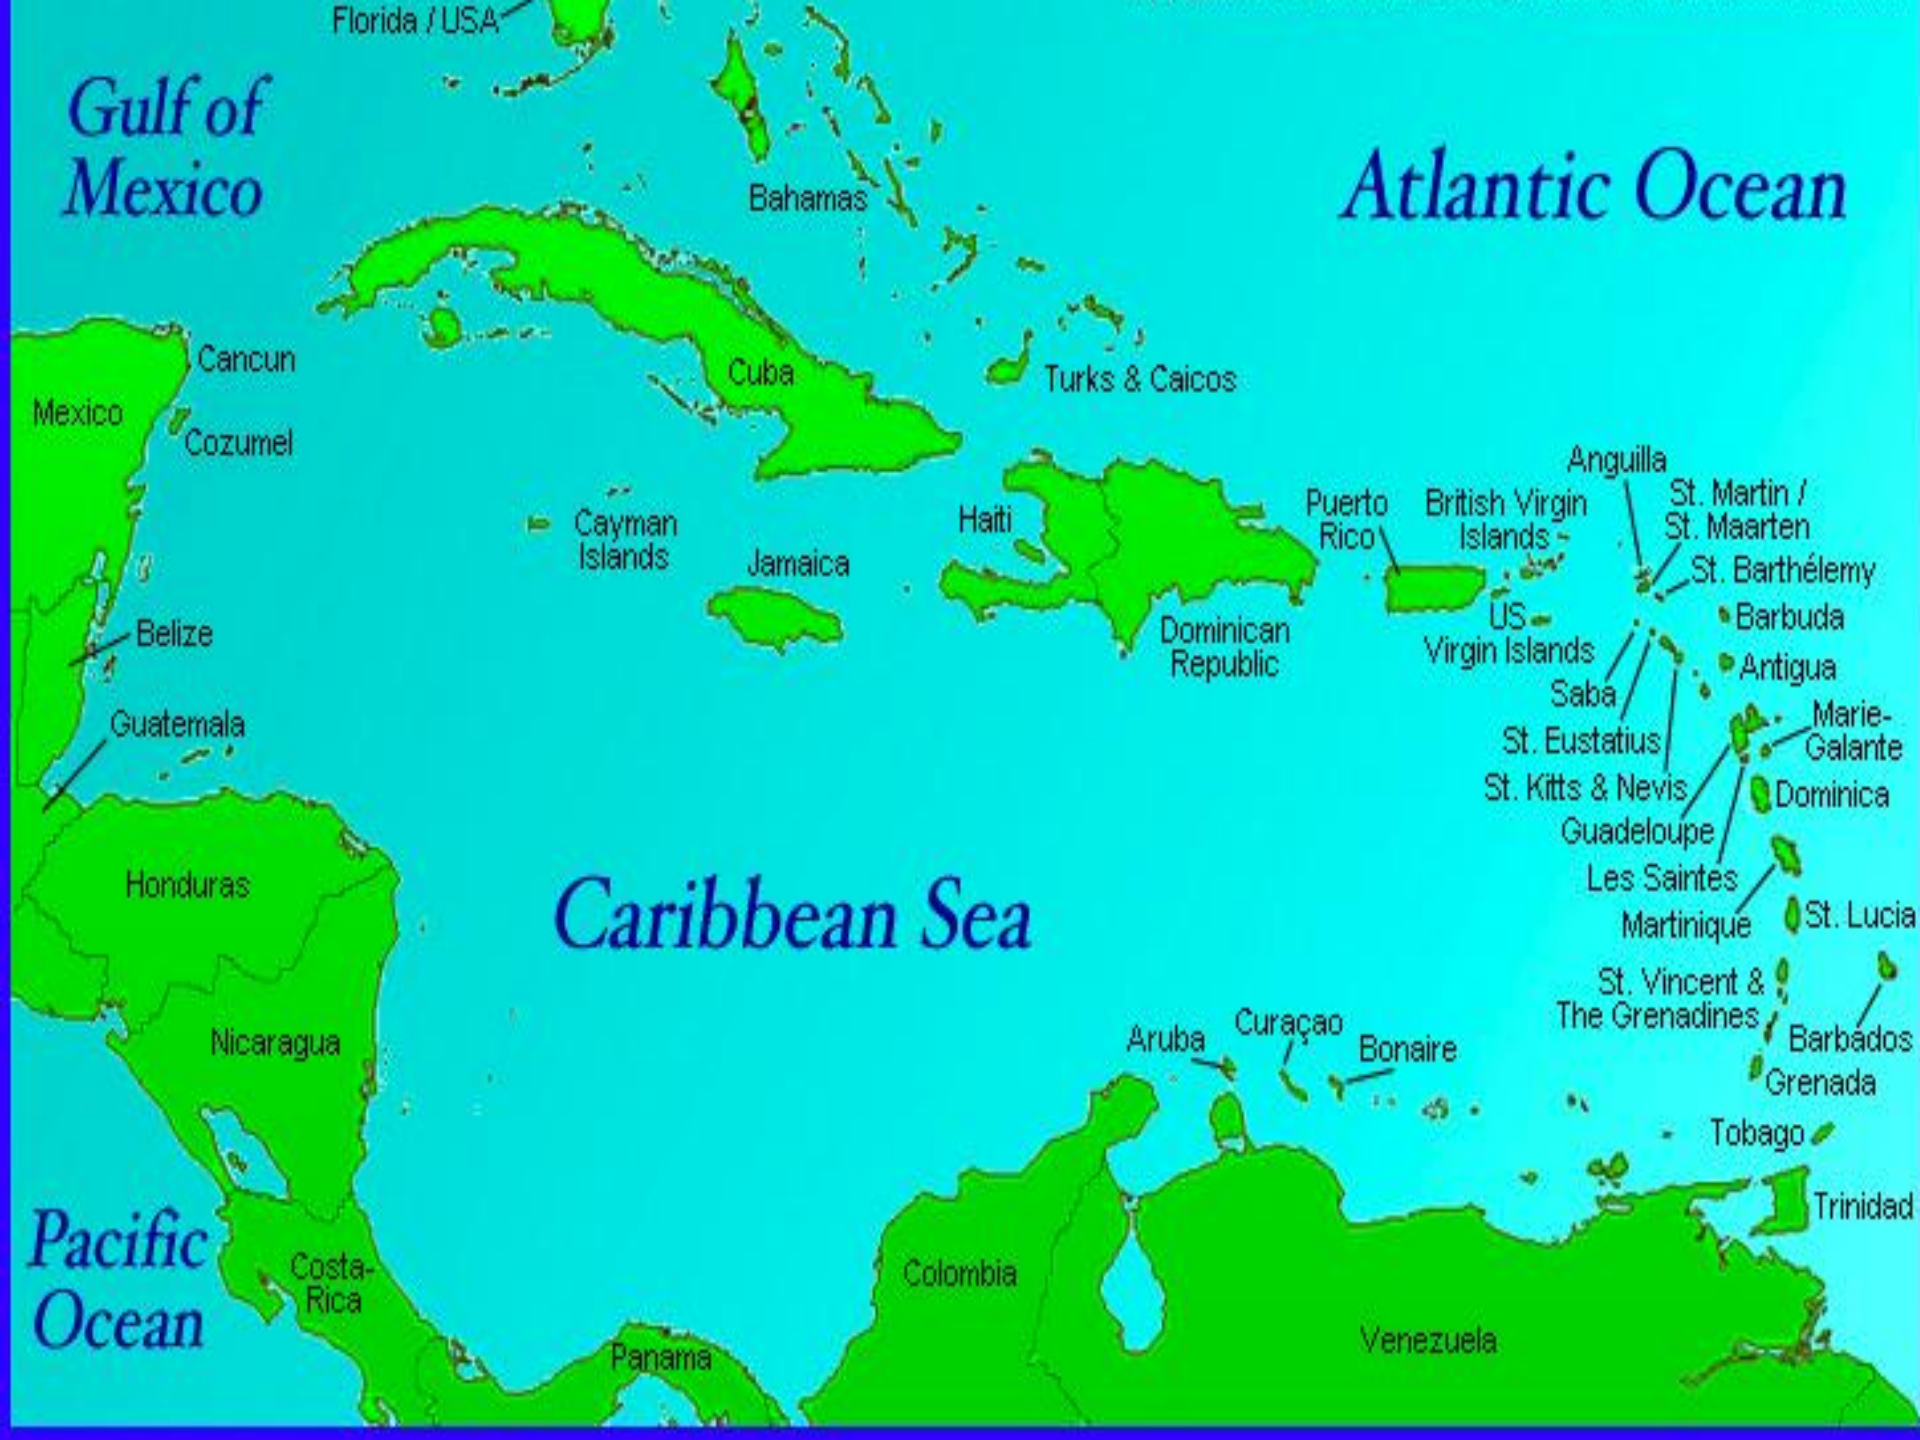 Florida / USA
Gulf of
Mexico
Bahamas
Atlantic Ocean
Cancun
Mexico
Cozumel
Cuba
Turks & Caicos
Cayman
Islands
Jamaica
Haiti
Dominican
Republic
Puerto
Rico
British Virgin
Islands
US
Virgin Islands
Anguilla
St. Martin /
St. Maarten
St. Barthélemy
Barbuda
Antigua
Saba
St. Eustatius
St. Kitts & Nevis
Marie-
Galante
Guadeloupe
Dominica
Les Saintes
Martinique
St. Lucia
St. Vincent &
The Grenadines
Barbados
Grenada
Tobago
Trinidad
Belize
Guatemala
Honduras
Caribbean Sea
Nicaragua
Aruba
Curaçao
Bonaire
Pacific
Ocean
Costa-
Rica
Panama
Colombia
Venezuela